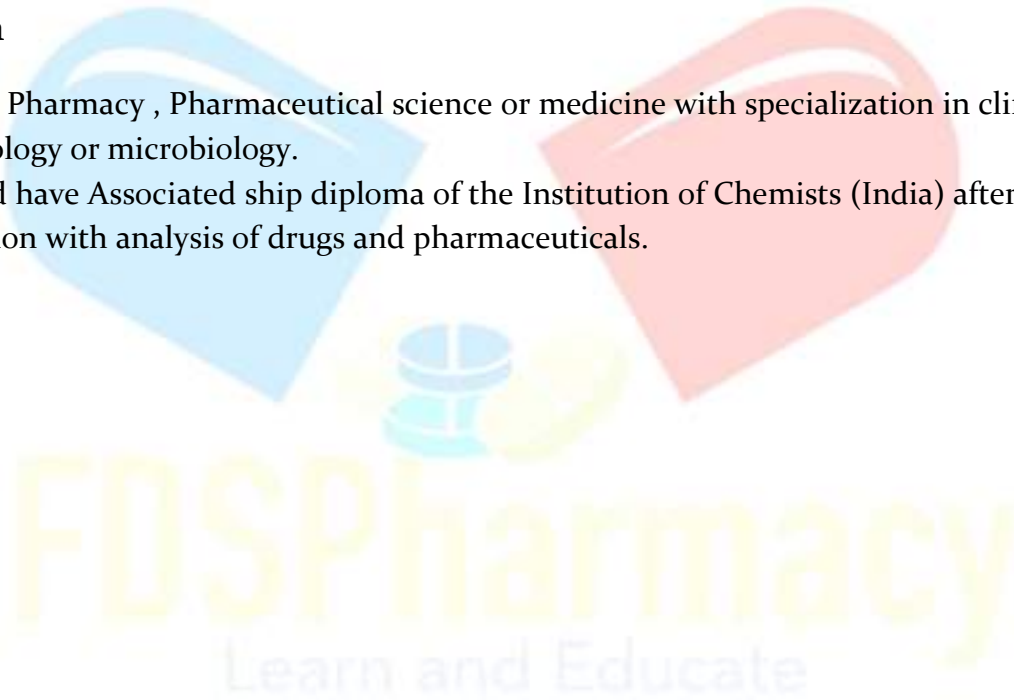 Pharmacy , Pharmaceutical science or medicine with specialization in
ology or microbiology.
have Associated ship diploma of the Institution of Chemists (India) after
on with analysis of drugs and pharmaceuticals.
FDSPharmacy
Learn and Educate